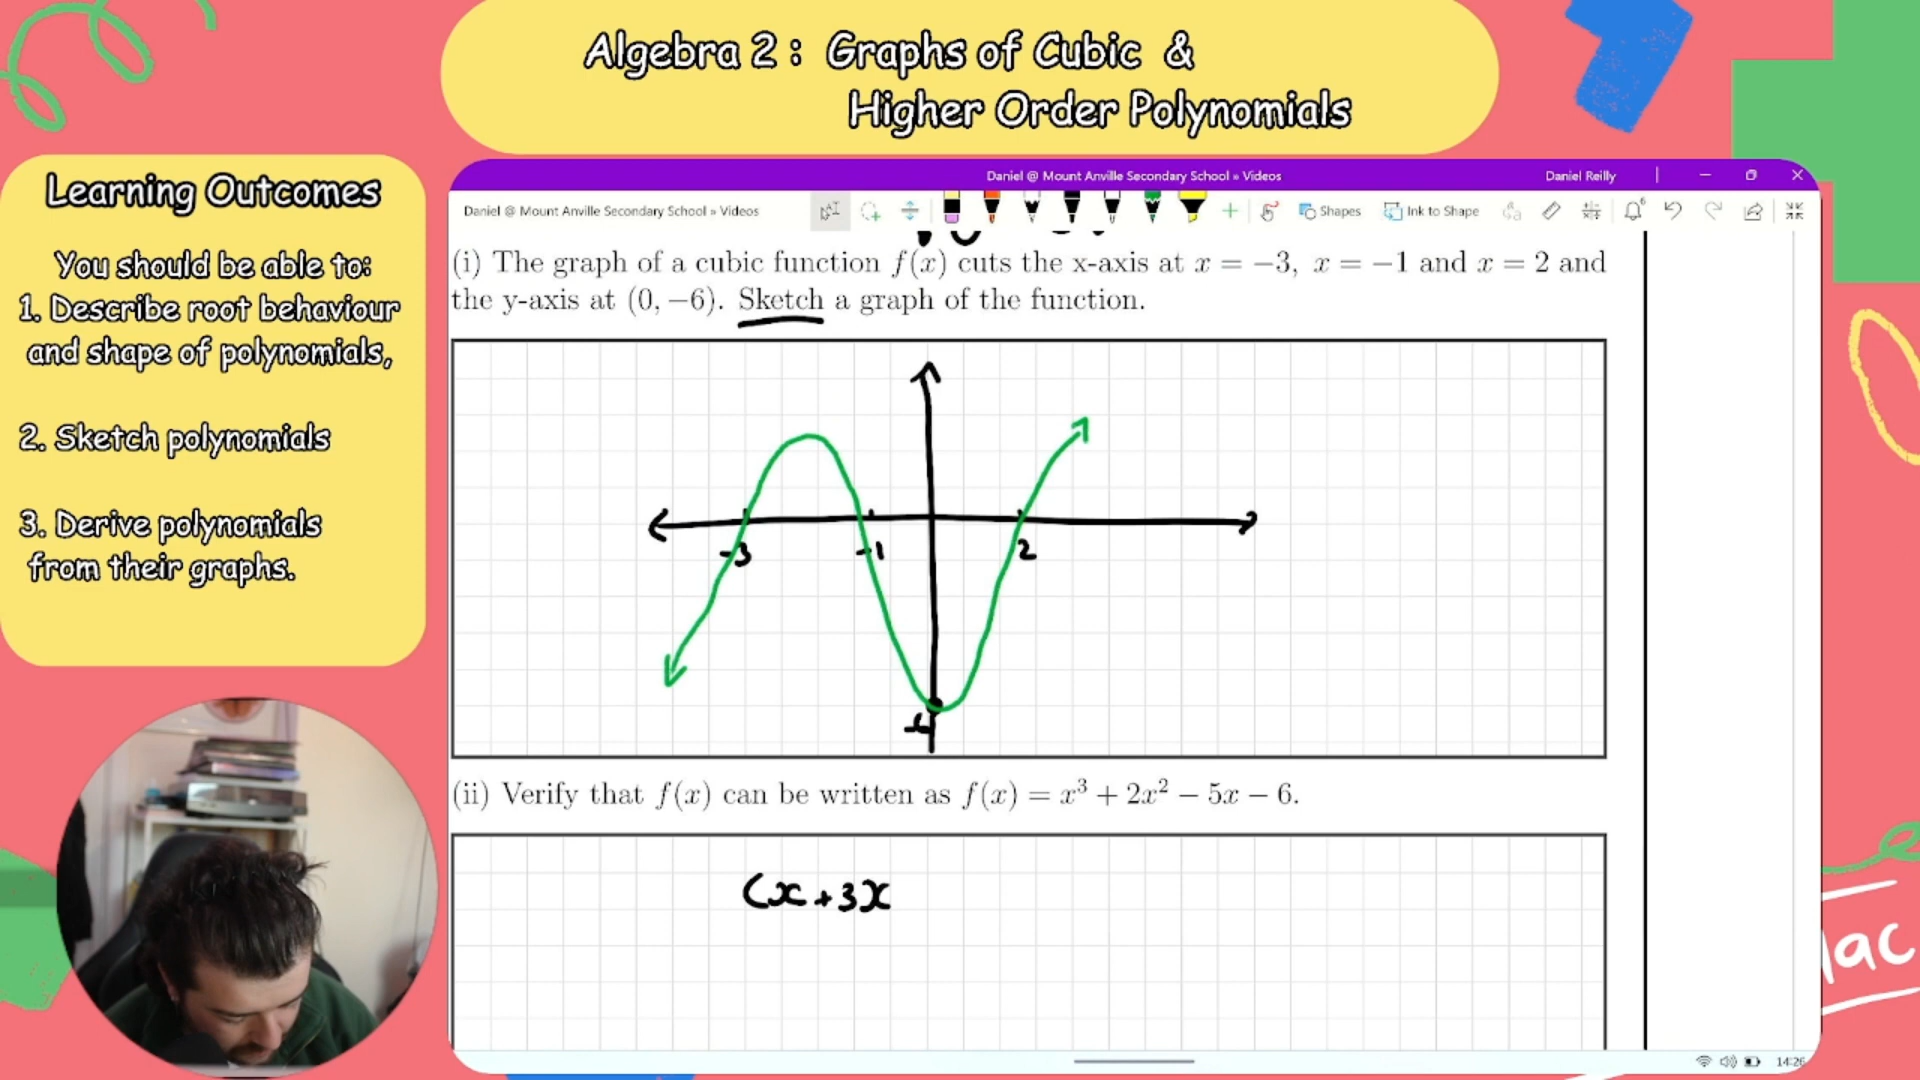 Algebra 2 : Graphs of Cubic &
Higher Order Polynomials
Learning Outcomes
You should be able to:
1. Describe root behaviour
and shape of polynomials,
2. Sketch polynomials
3. Derive polynomials
from their graphs.
Daniel @ Mount Anville Secondary School » Videos
Daniel Reilly
Daniel @ Mount Anville Secondary School » Videos
Shapes
Ink to Shape
(i) The graph of a cubic function f(x) cuts the x-axis at x = −3, x = −1 and x = 2 and
the y-axis at (0, −6). Sketch a graph of the function.
-3
-1
2
(ii) Verify that f(x) can be written as f(x) = x³ + 2x² − 5x − 6.
(x+3)(
14:26